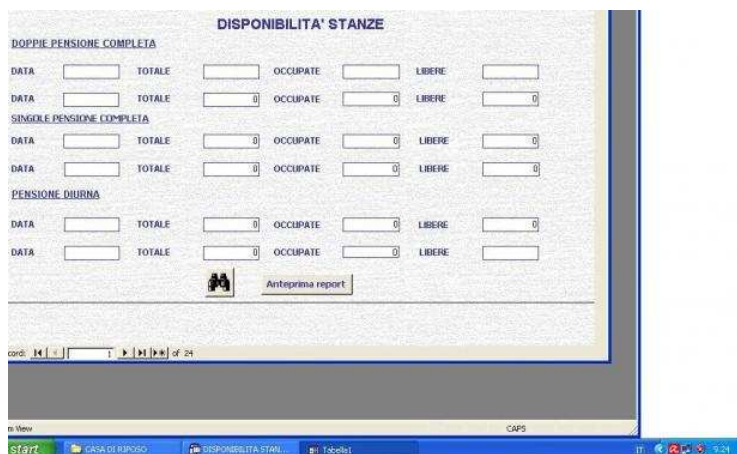 DISPONIBILITA' STANZE
DOPPIE PENSIONE COMPLETA
DATA TOTALE OCCUPATE LIBERE
DATA TOTALE 0 OCCUPATE 0 LIBERE 0
SINGOLE PENSIONE COMPLETA
DATA TOTALE 0 OCCUPATE 0 LIBERE 0
DATA TOTALE 0 OCCUPATE 0 LIBERE 0
PENSIONE DIURNA
DATA TOTALE 0 OCCUPATE 0 LIBERE 0
DATA TOTALE 0 OCCUPATE 0 LIBERE
Anteprima report
cord: 1 of 24
m View CAPS
start CASA DI RIPOSO DISPONIBILITA STAN... Tabella1 IT 9.24